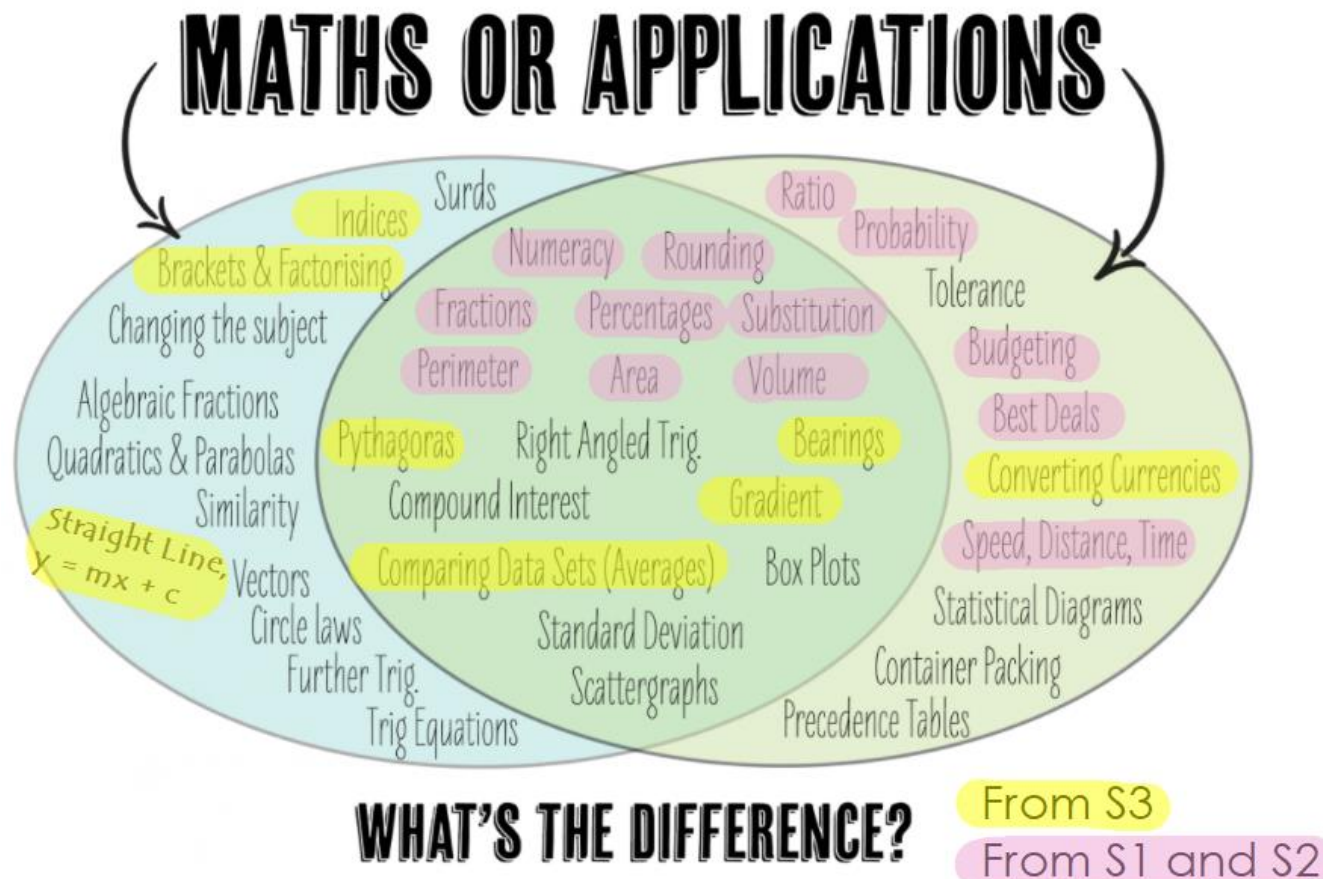 MATHS OR APPLICATIONS
Surds
Indices
Brackets & Factorising
Changing the subject
Algebraic Fractions
Quadratics & Parabolas
Similarity
Straight Line,
y = mx + c
Vectors
Circle laws
Further Trig.
Trig Equations
Numeracy
Rounding
Fractions
Percentages
Substitution
Perimeter
Area
Volume
Pythagoras
Right Angled Trig.
Bearings
Compound Interest
Gradient
Comparing Data Sets (Averages)
Box Plots
Standard Deviation
Scattergraphs
Ratio
Probability
Tolerance
Budgeting
Best Deals
Converting Currencies
Speed, Distance, Time
Statistical Diagrams
Container Packing
Precedence Tables
WHAT'S THE DIFFERENCE?
From S3
From S1 and S2